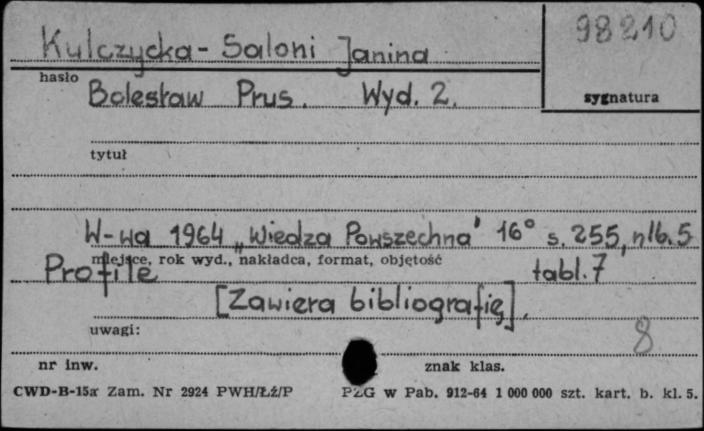 98210
Kulczycka-Saloni Janina
hasło
sygnatura
Bolesław Prus. Wyd. 2.
tytuł
W-wa 1964 „Wiedza Powszechna" 16° s. 255, nlb. 5
miejsce, rok wyd., nakładca, format, objętość
Profile tabl. 7
[Zawiera bibliografię].
uwagi:
8
nr inw. znak klas.
CWD-B-15a Zam. Nr 2924 PWH/Łź/P PZG w Pab. 912-64 1 000 000 szt. kart. b. kl. 5.